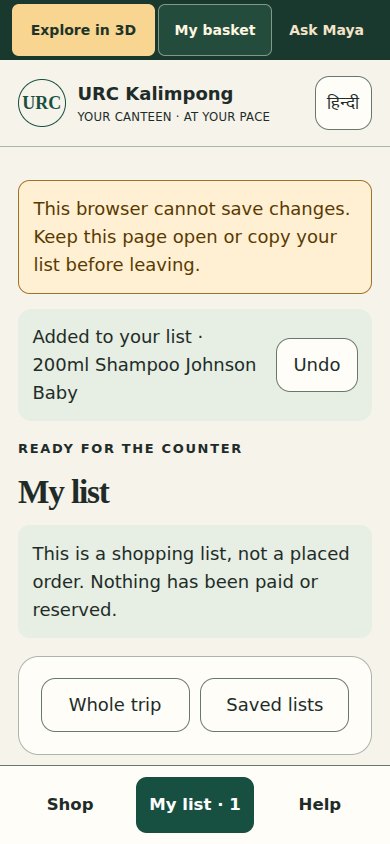 Explore in 3D
My basket
Ask Maya
URC
URC Kalimpong
YOUR CANTEEN · AT YOUR PACE
हिन्दी
This browser cannot save changes.
Keep this page open or copy your
list before leaving.
Added to your list ·
200ml Shampoo Johnson
Baby
Undo
READY FOR THE COUNTER
My list
This is a shopping list, not a placed
order. Nothing has been paid or
reserved.
Whole trip
Saved lists
Shop
My list · 1
Help